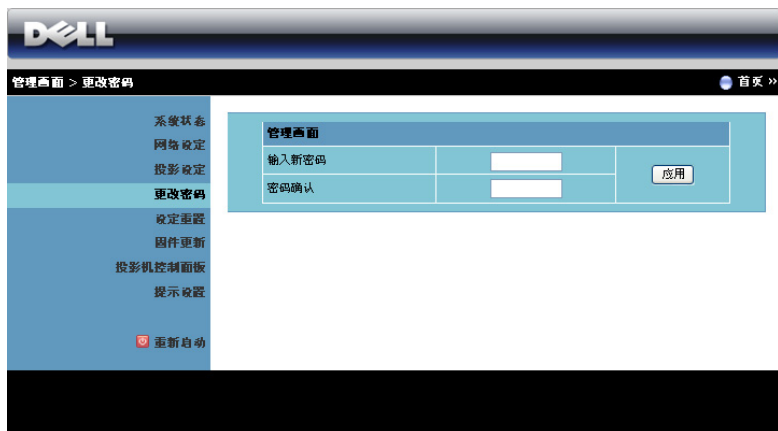 DELL
管理画面 > 更改密码
首页 »
系统状态
网络设定
投影设定
更改密码
设定重置
固件更新
投影机控制面板
提示设置
重新启动
管理画面
输入新密码
密码确认
应用